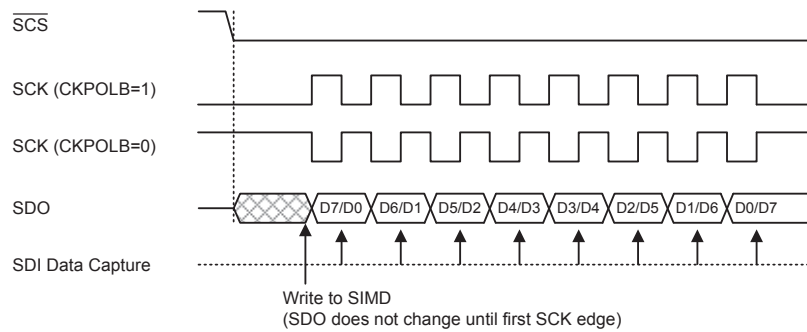 SCS
SCK (CKPOLB=1)
SCK (CKPOLB=0)
SDO
D7/D0 D6/D1 D5/D2 D4/D3 D3/D4 D2/D5 D1/D6 D0/D7
SDI Data Capture
Write to SIMD
(SDO does not change until first SCK edge)